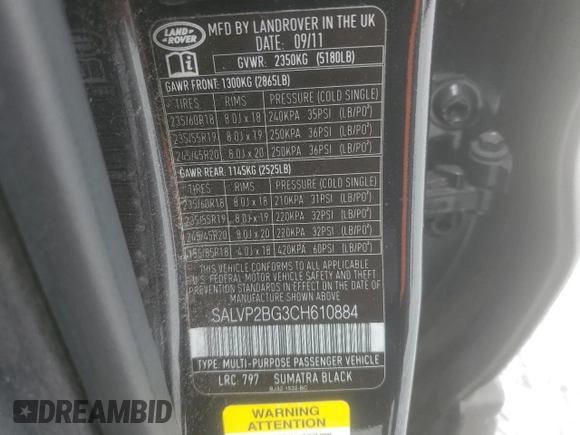 LAND
ROVER
MFD BY LANDROVER IN THE UK
DATE: 09/11
GVWR: 2350KG (5180LB)
GAWR FRONT: 1300KG (2865LB)
TIRES RIMS PRESSURE (COLD SINGLE)
235/60R18 8.0J x 18 240KPA 35PSI (LB/PO²)
235/55R19 8.0J x 19 250KPA 36PSI (LB/PO²)
245/45R20 8.0J x 20 250KPA 36PSI (LB/PO²)
GAWR REAR: 1145KG (2525LB)
TIRES RIMS PRESSURE (COLD SINGLE)
235/60R18 8.0J x 18 210KPA 31PSI (LB/PO²)
235/55R19 8.0J x 19 220KPA 32PSI (LB/PO²)
245/45R20 8.0J x 20 220KPA 32PSI (LB/PO²)
155/85R18 4.0J x 18 420KPA 60PSI (LB/PO²)
THIS VEHICLE CONFORMS TO ALL APPLICABLE
U.S. FEDERAL MOTOR VEHICLE SAFETY AND THEFT
PREVENTION STANDARDS IN EFFECT ON THE
DATE OF MANUFACTURE SHOWN ABOVE.
SALVP2BG3CH610884
TYPE: MULTI-PURPOSE PASSENGER VEHICLE
LRC: 797 SUMATRA BLACK
WARNING ATTENTION
DREAMBID